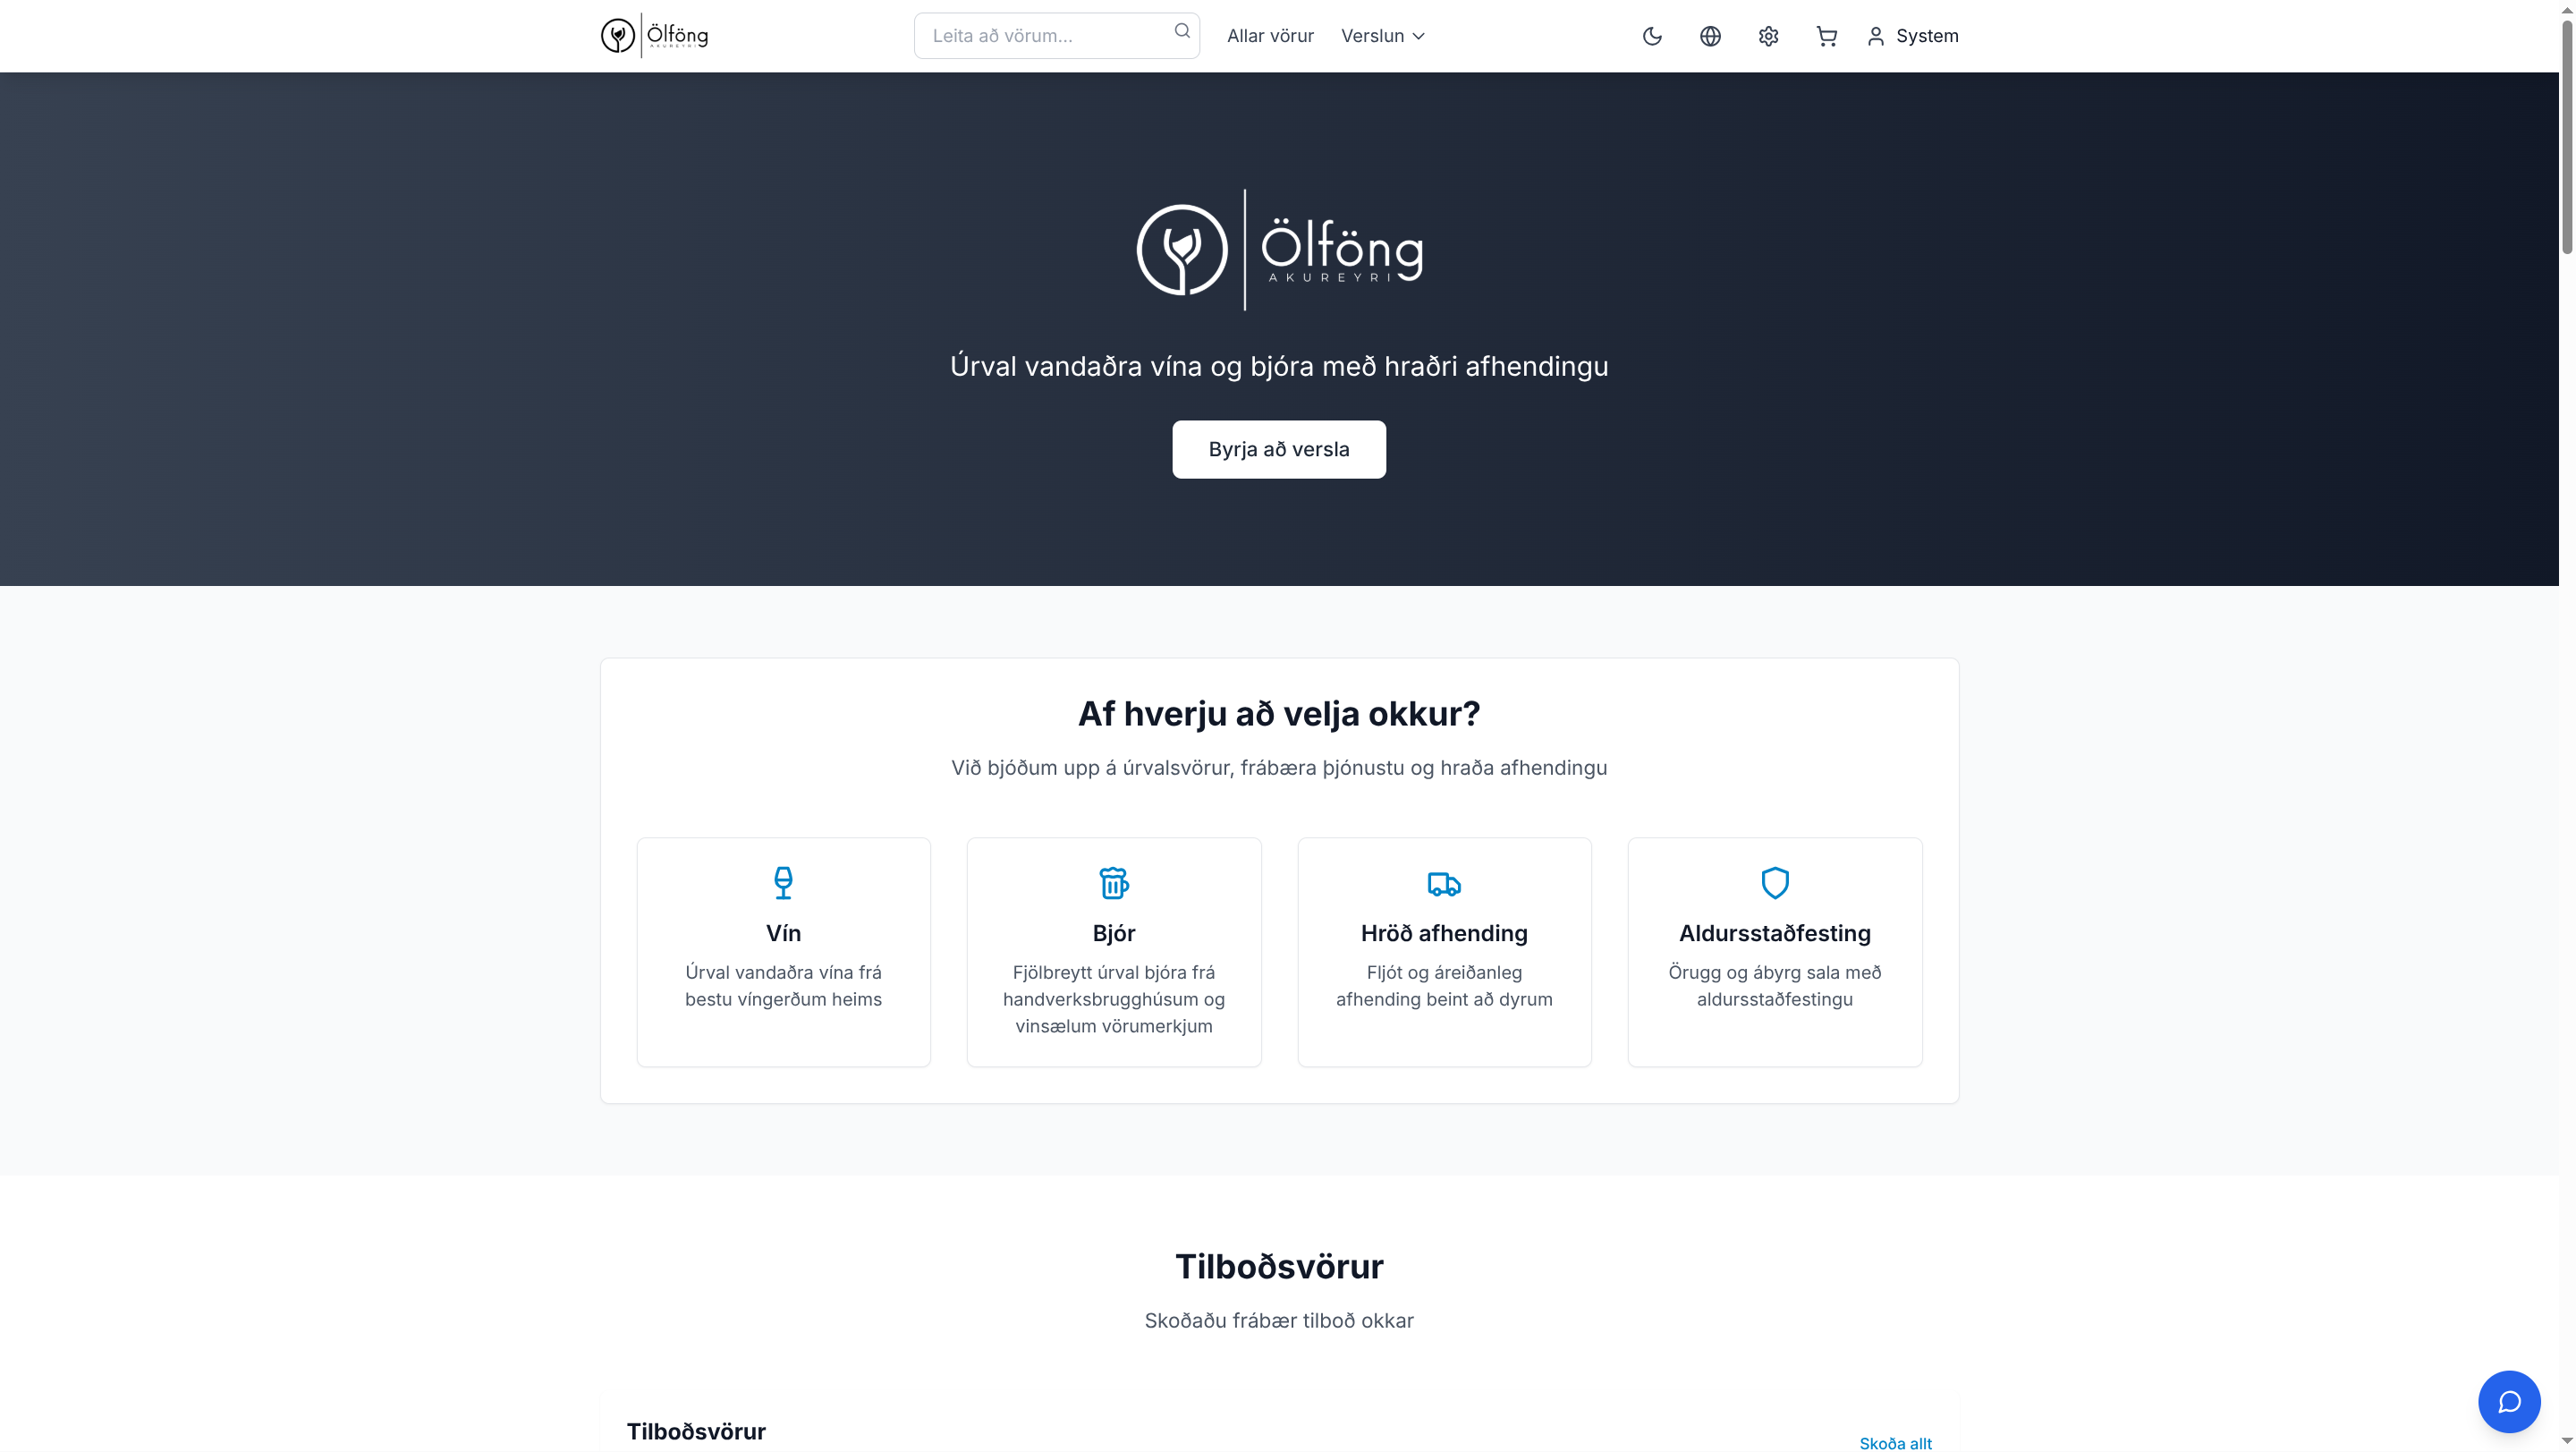 Ölföng
AKUREYRI
Leita að vörum...
Allar vörur
Verslun
System
Ölföng
AKUREYRI
Úrval vandaðra vína og bjóra með hraðri afhendingu
Byrja að versla
Af hverju að velja okkur?
Við bjóðum upp á úrvalsvörur, frábæra þjónustu og hraða afhendingu
Vín
Úrval vandaðra vína frá
bestu víngerðum heims
Bjór
Fjölbreytt úrval bjóra frá
handverksbrugghúsum og
vinsælum vörumerkjum
Hröð afhending
Fljót og áreiðanleg
afhending beint að dyrum
Aldursstaðfesting
Örugg og ábyrg sala með
aldursstaðfestingu
Tilboðsvörur
Skoðaðu frábær tilboð okkar
Tilboðsvörur
Skoða allt